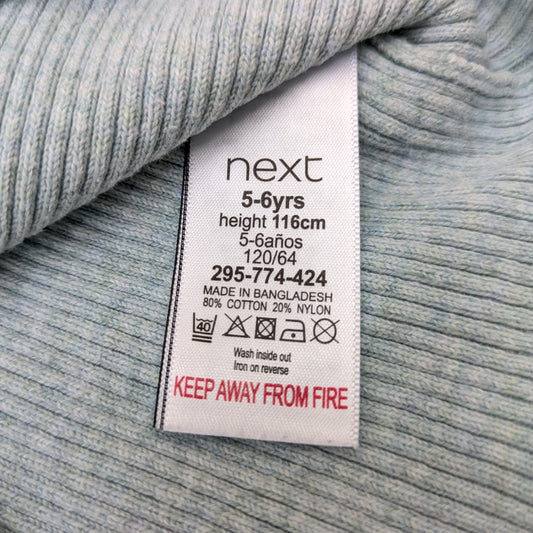 next
5-6yrs
height 116cm
5-6años
120/64
295-774-424
MADE IN BANGLADESH
80% COTTON 20% NYLON
40
Wash inside out
Iron on reverse
KEEP AWAY FROM FIRE